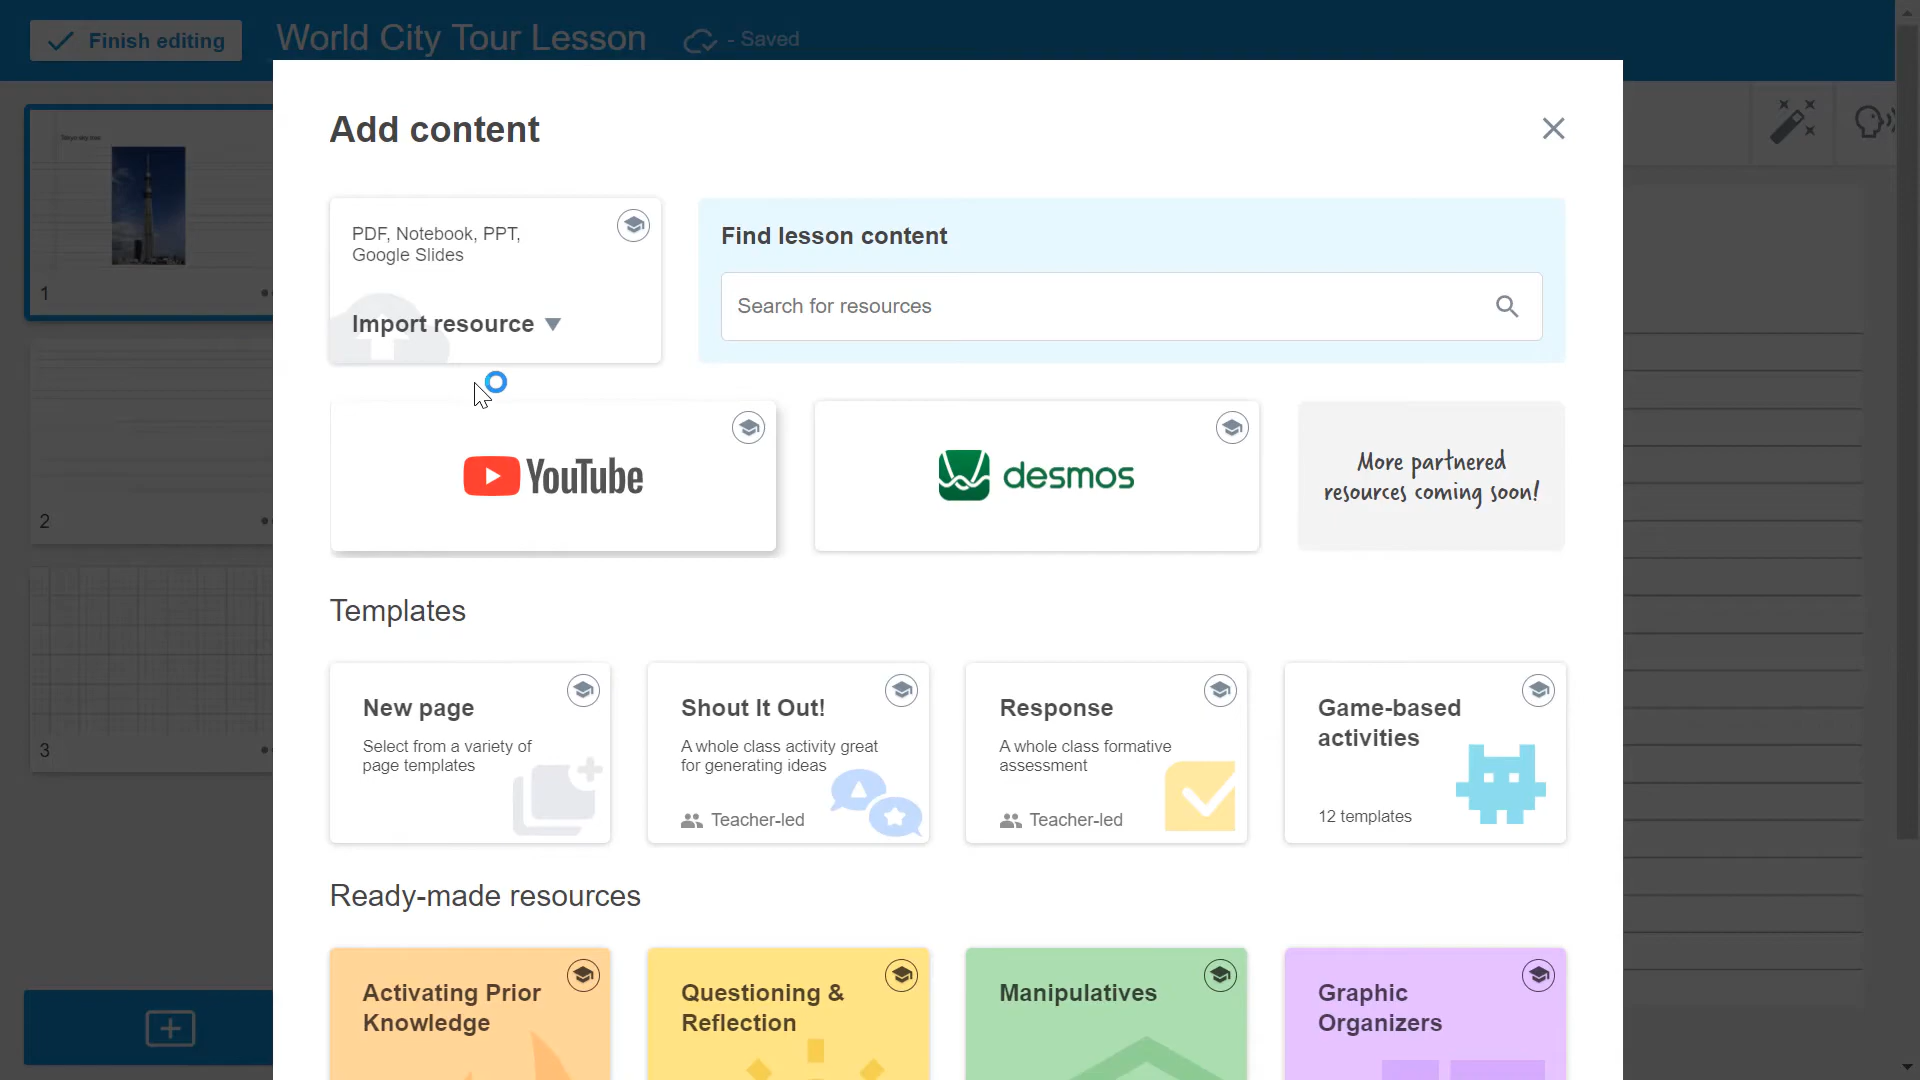 Finish editing
World City Tour Lesson
- Saved
1
2
3
Add content
PDF, Notebook, PPT,
Google Slides
Import resource
Find lesson content
Search for resources
YouTube
desmos
More partnered
resources coming soon!
Templates
New page
Select from a variety of
page templates
Shout It Out!
A whole class activity great
for generating ideas
Teacher-led
Response
A whole class formative
assessment
Teacher-led
Game-based
activities
12 templates
Ready-made resources
Activating Prior
Knowledge
Questioning &
Reflection
Manipulatives
Graphic
Organizers